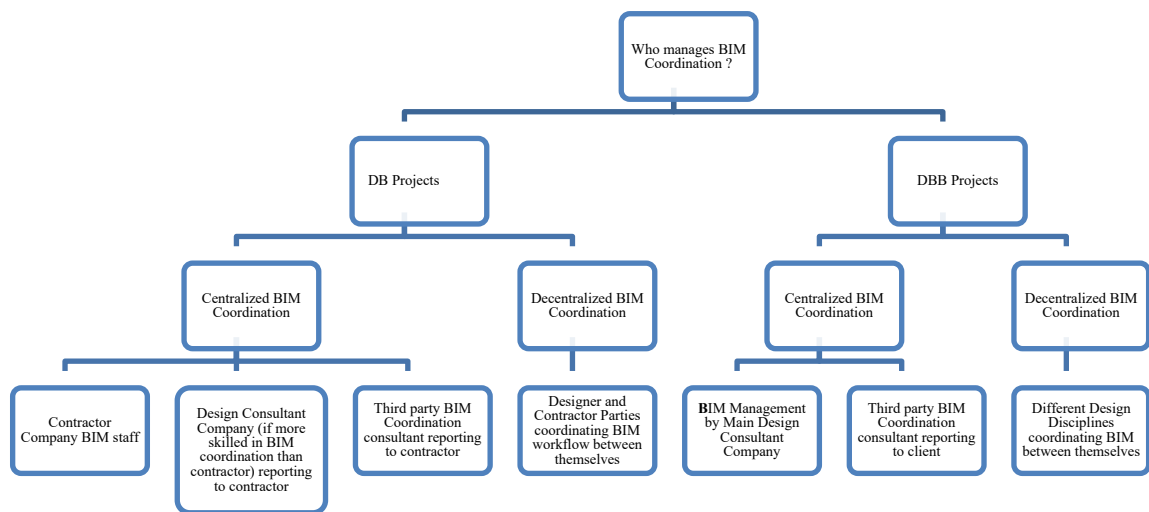 Who manages BIM
Coordination ?
DB Projects
DBB Projects
Centralized BIM
Coordination
Decentralized BIM
Coordination
Centralized BIM
Coordination
Decentralized BIM
Coordination
Contractor
Company BIM staff
Design Consultant
Company (if more
skilled in BIM
coordination than
contractor) reporting
to contractor
Third party BIM
Coordination
consultant reporting
to contractor
Designer and
Contractor Parties
coordinating BIM
workflow between
themselves
BIM Management
by Main Design
Consultant
Company
Third party BIM
Coordination
consultant reporting to
client
Different Design
Disciplines
coordinating BIM
between themselves